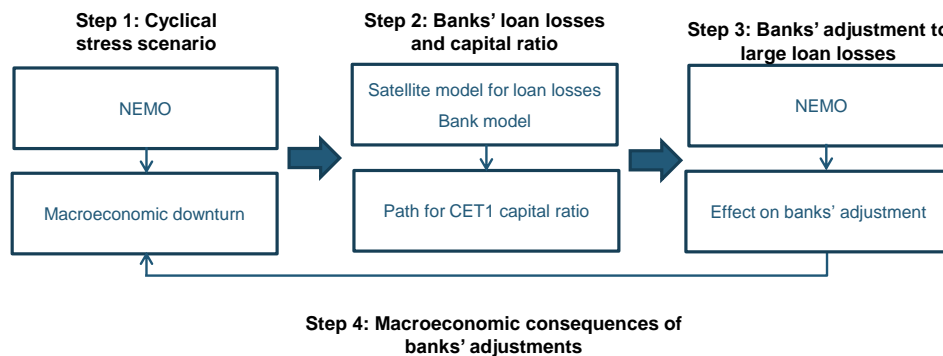 Step 1: Cyclical
stress scenario
NEMO
Macroeconomic downturn
Step 2: Banks' loan losses
and capital ratio
Satellite model for loan losses
Bank model
Path for CET1 capital ratio
Step 3: Banks' adjustment to
large loan losses
NEMO
Effect on banks' adjustment
Step 4: Macroeconomic consequences of
banks' adjustments